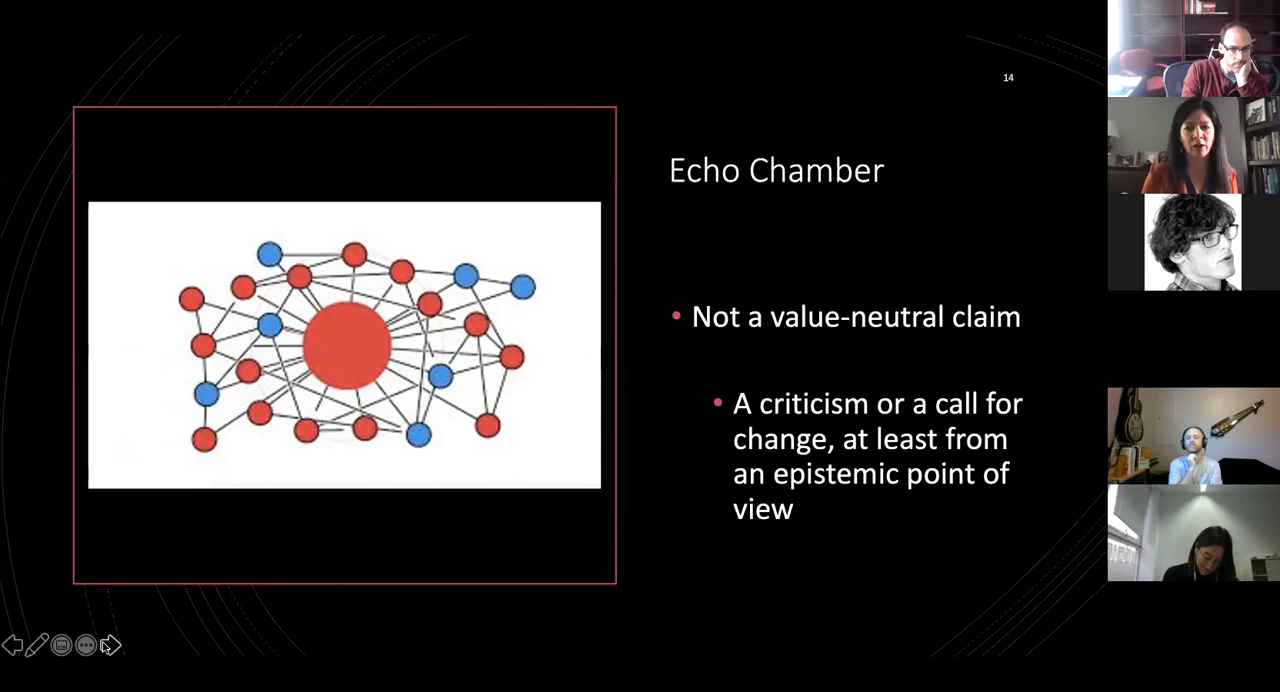 14
Echo Chamber
• Not a value-neutral claim
• A criticism or a call for
change, at least from
an epistemic point of
view